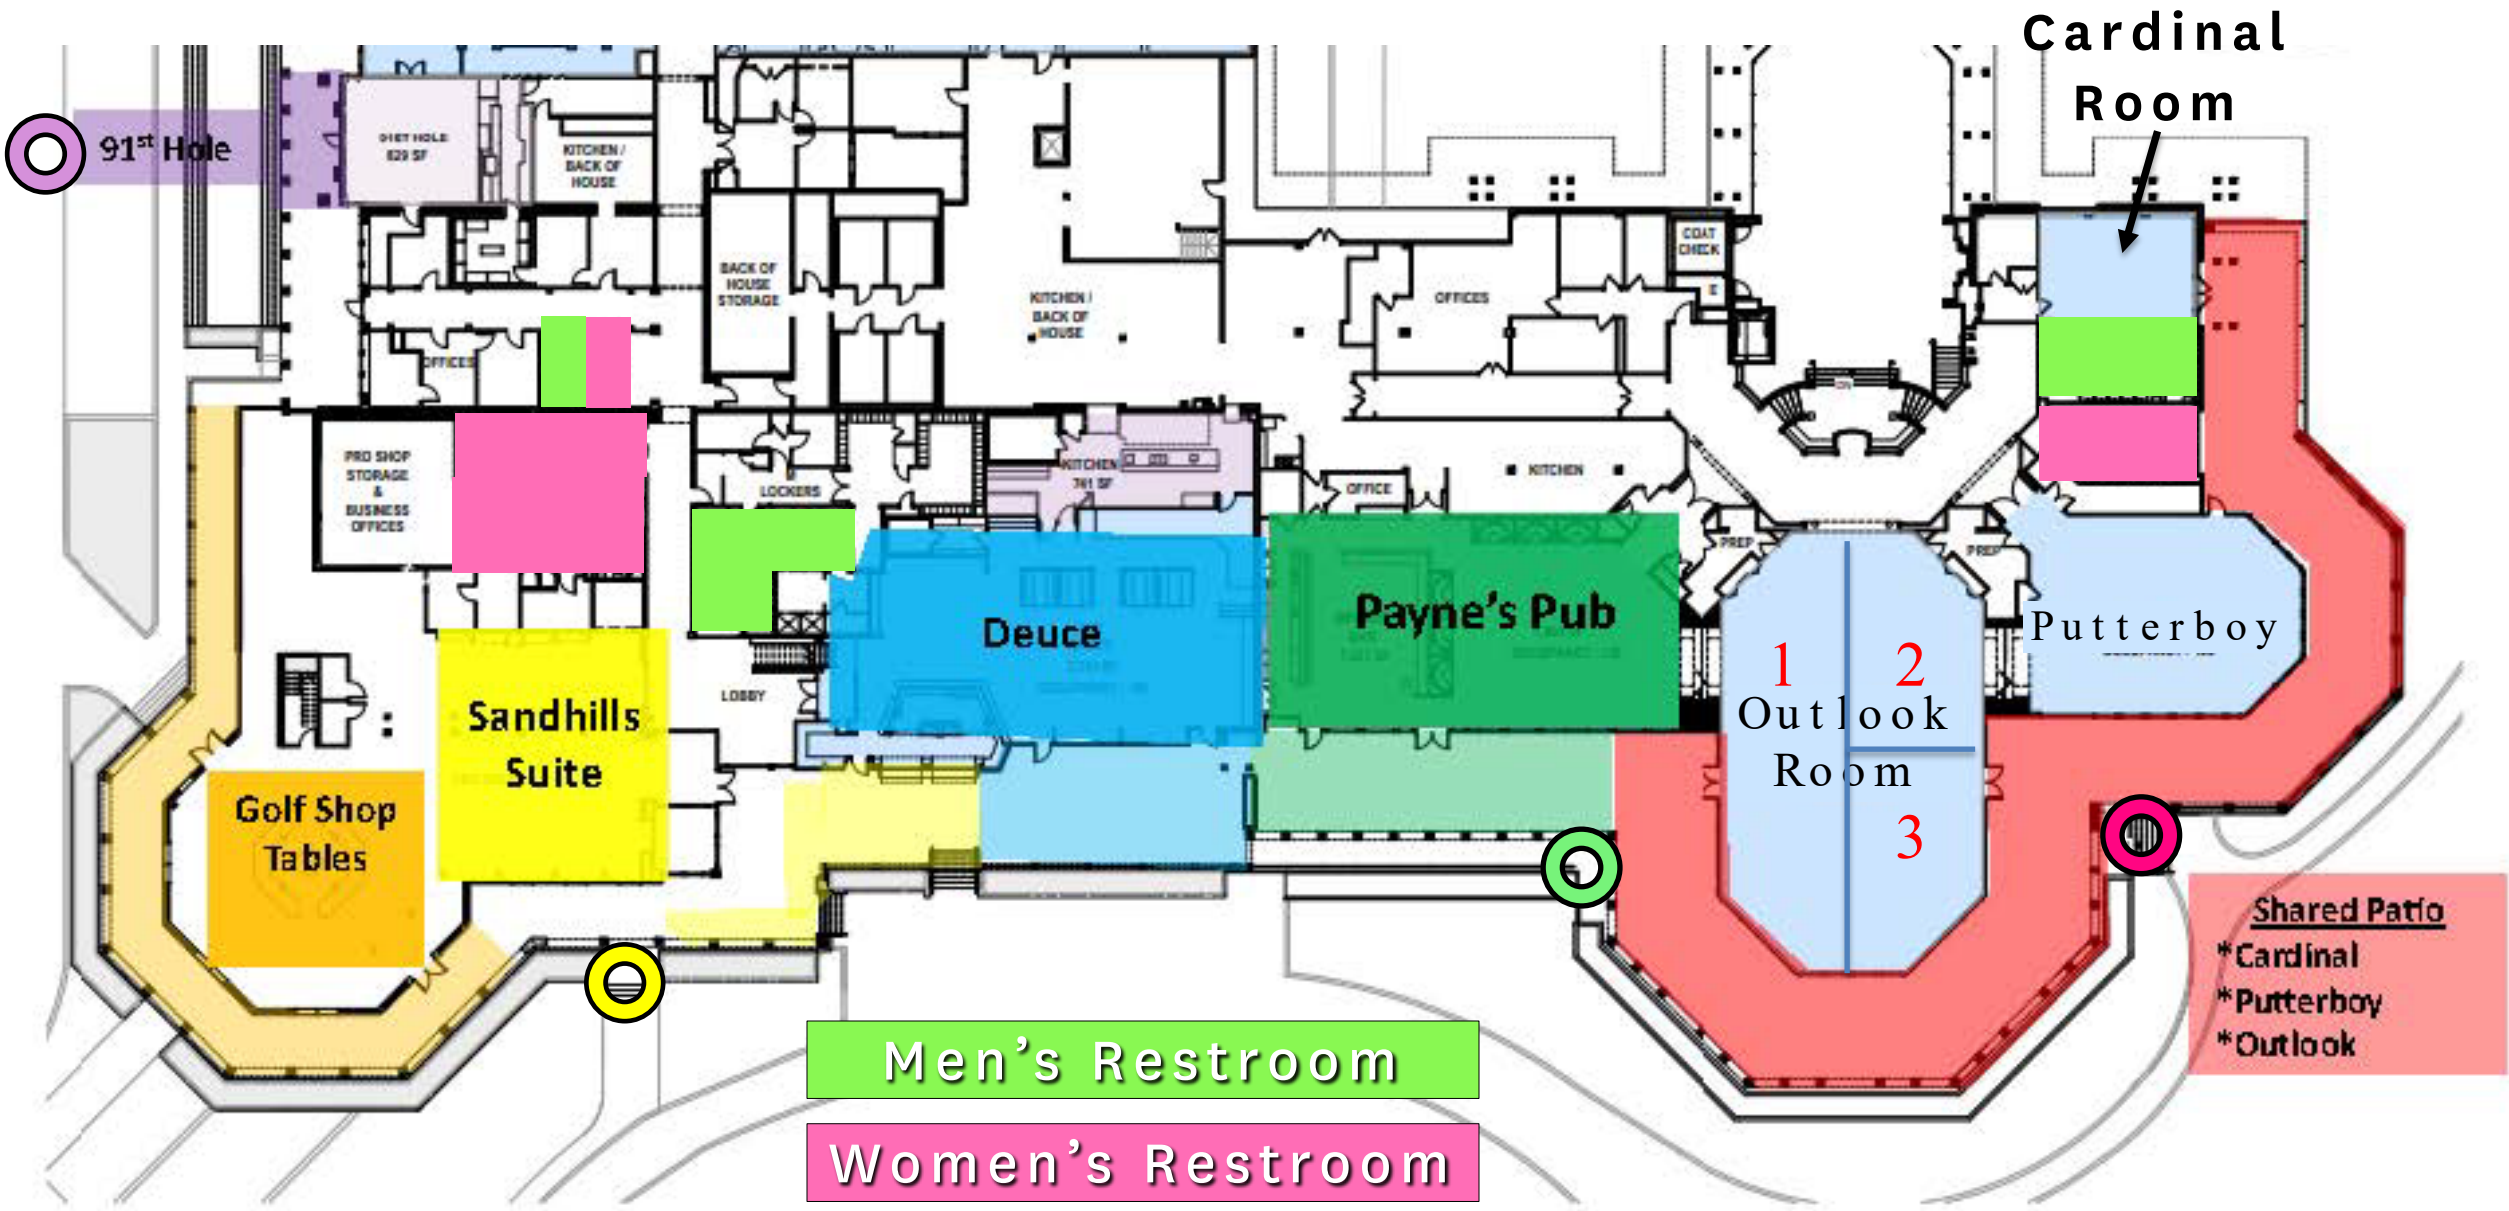 Cardinal
Room
91st Hole
91ST HOLE
829 SF
KITCHEN /
BACK OF
HOUSE
COAT
CHECK
BACK OF
HOUSE
STORAGE
KITCHEN /
BACK OF
HOUSE
OFFICES
E
OFFICES
PRO SHOP
STORAGE
&
BUSINESS
OFFICES
LOCKERS
KITCHEN
741 SF
OFFICE
KITCHEN
PREP
PREP
Deuce
Payne's Pub
Putterboy
1
2
Outlook
Room
3
LOBBY
Sandhills
Suite
Golf Shop
Tables
Shared Patio
*Cardinal
*Putterboy
*Outlook
Men's Restroom
Women's Restroom